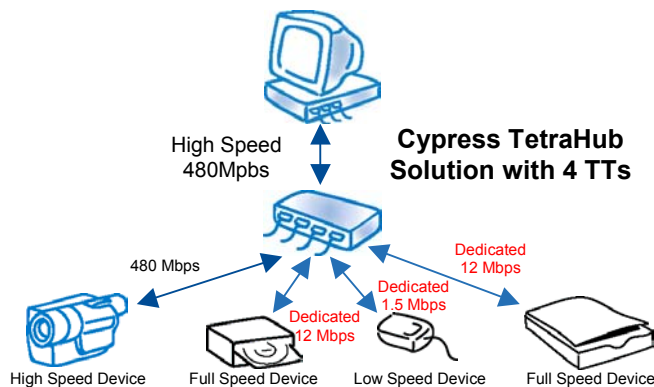 High Speed
480Mpbs
Cypress TetraHub
Solution with 4 TTs
480 Mbps
Dedicated
12 Mbps
Dedicated
1.5 Mbps
Dedicated
12 Mbps
High Speed Device
Full Speed Device
Low Speed Device
Full Speed Device